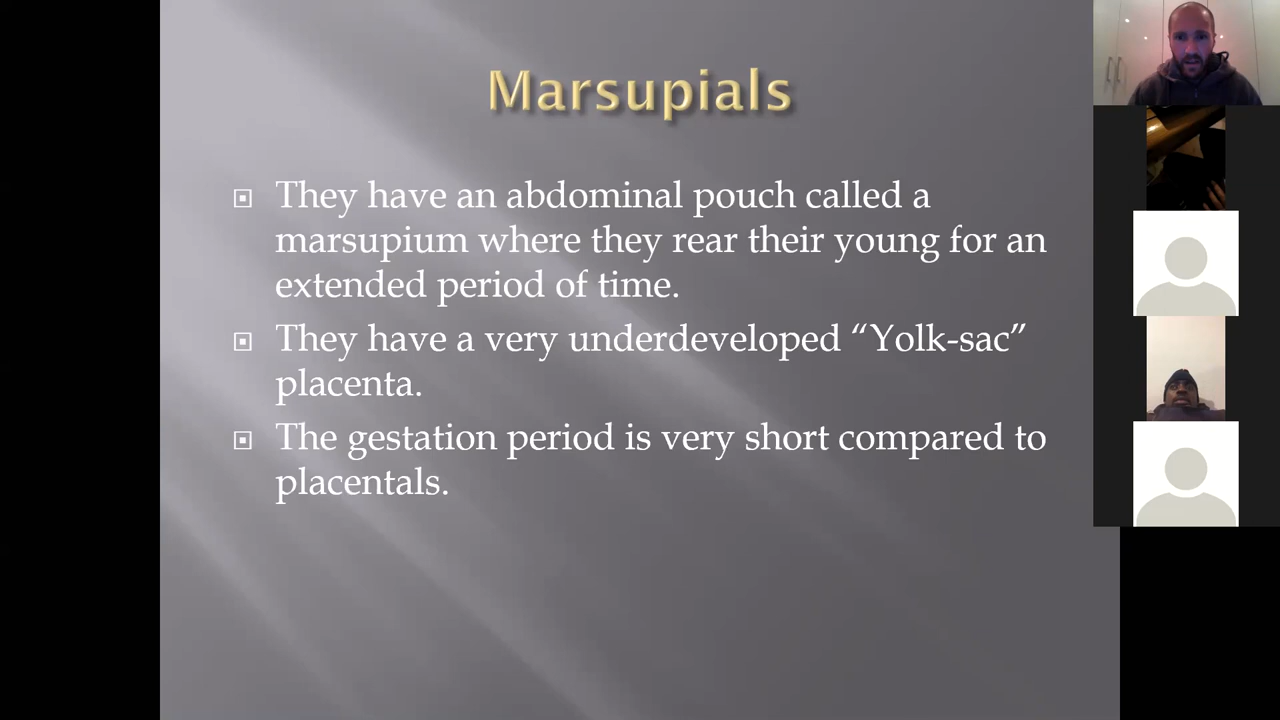 Marsupials
They have an abdominal pouch called a
marsupium where they rear their young for an
extended period of time.
They have a very underdeveloped “Yolk-sac”
placenta.
The gestation period is very short compared to
placentals.